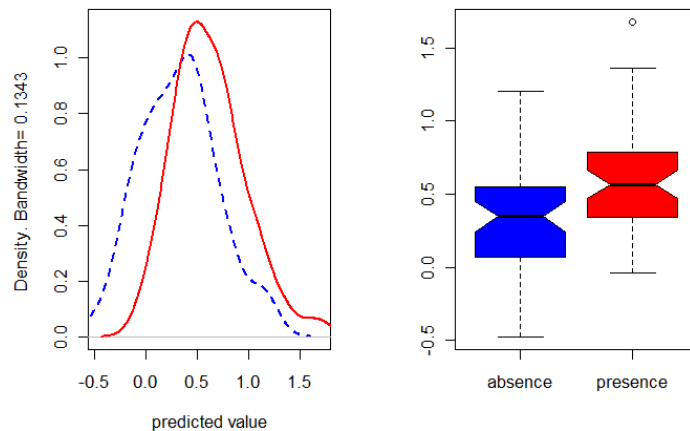 Density. Bandwidth= 0.1343
0.0 0.2 0.4 0.6 0.8 1.0
-0.5 0.0 0.5 1.0 1.5
predicted value
-0.5 0.0 0.5 1.0 1.5
absence presence